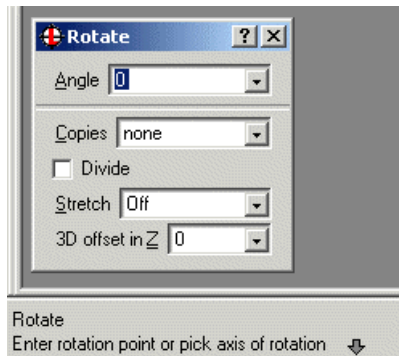 Rotate ? ×
Angle 0
Copies none
Divide
Stretch Off
3D offset in Z 0
Rotate
Enter rotation point or pick axis of rotation